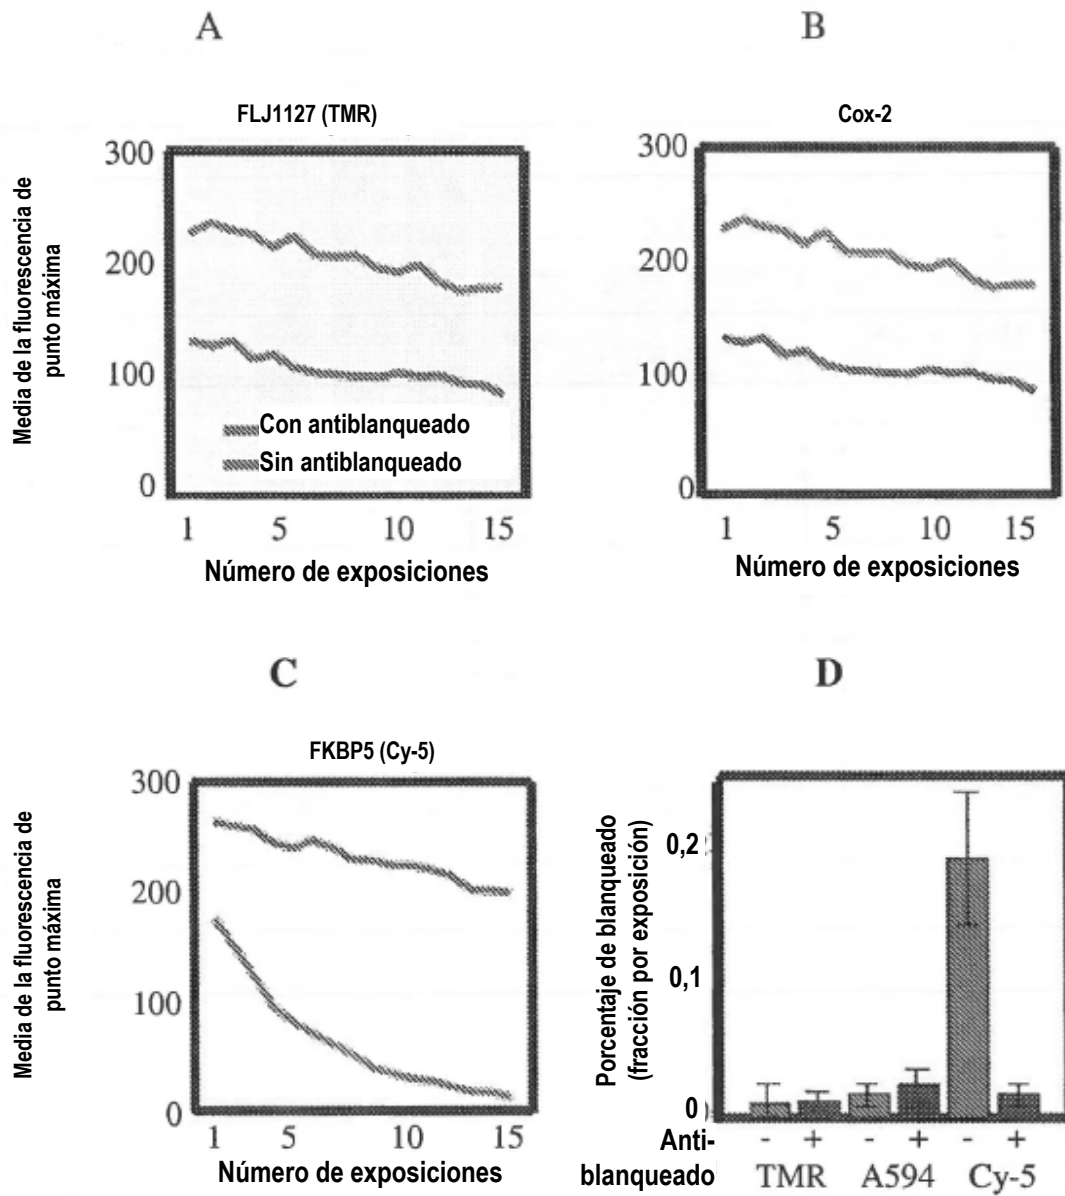 A
FLJ1127 (TMR)
Media de la fluorescencia de
punto máxima
300
200
100
0
Con antiblanqueado
Sin antiblanqueado
1 5 10 15
Número de exposiciones
B
Cox-2
300
200
100
0
1 5 10 15
Número de exposiciones
C
FKBP5 (Cy-5)
Media de la fluorescencia de
punto máxima
300
200
100
0
1 5 10 15
Número de exposiciones
D
Porcentaje de blanqueado
(fracción por exposición)
0,2
0,1
0
Anti- - + - + - +
blanqueado TMR A594 Cy-5